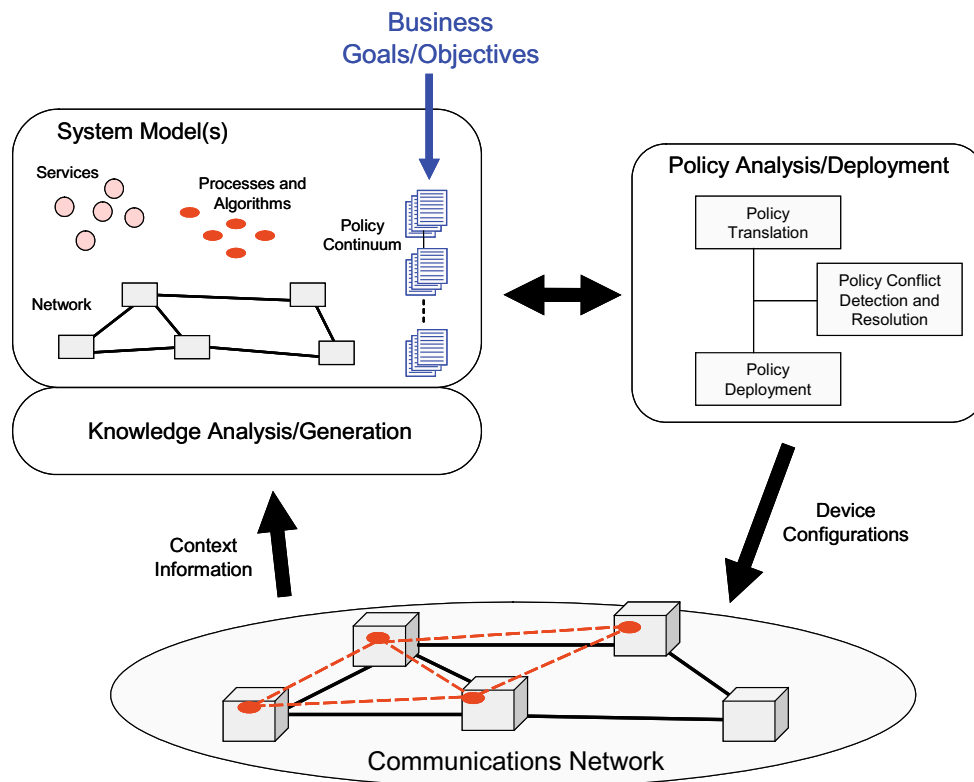 Business
Goals/Objectives
System Model(s)
Services
Processes and
Algorithms
Policy
Continuum
Network
Knowledge Analysis/Generation
Policy Analysis/Deployment
Policy
Translation
Policy Conflict
Detection and
Resolution
Policy
Deployment
Context
Information
Device
Configurations
Communications Network